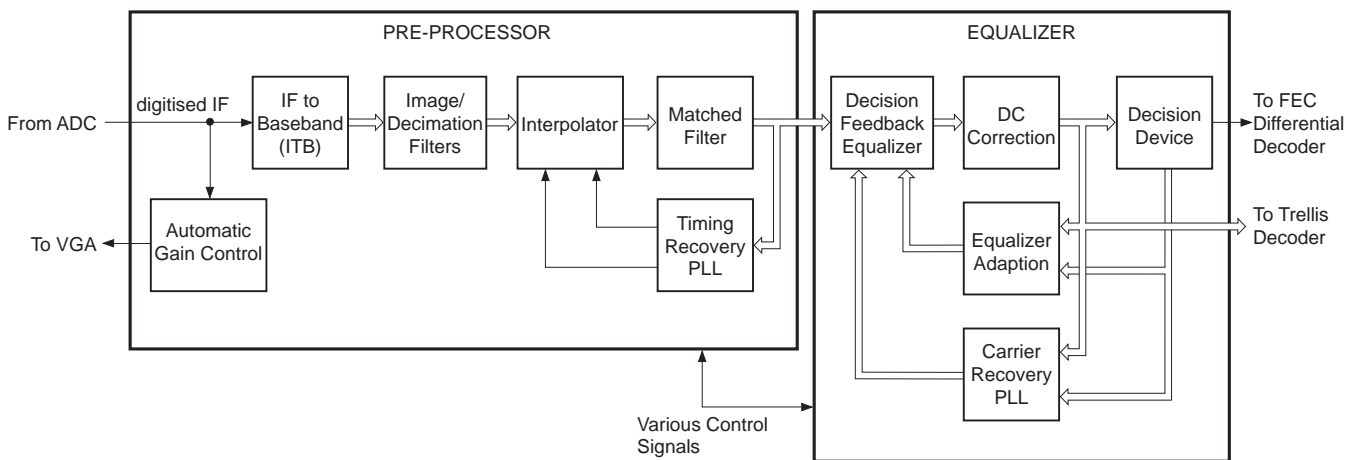 PRE-PROCESSOR
EQUALIZER
From ADC
digitised IF
IF to
Baseband
(ITB)
Image/
Decimation
Filters
Interpolator
Matched
Filter
Decision
Feedback
Equalizer
DC
Correction
Decision
Device
To FEC
Differential
Decoder
To VGA
Automatic
Gain Control
Timing
Recovery
PLL
Equalizer
Adaption
To Trellis
Decoder
Carrier
Recovery
PLL
Various Control
Signals